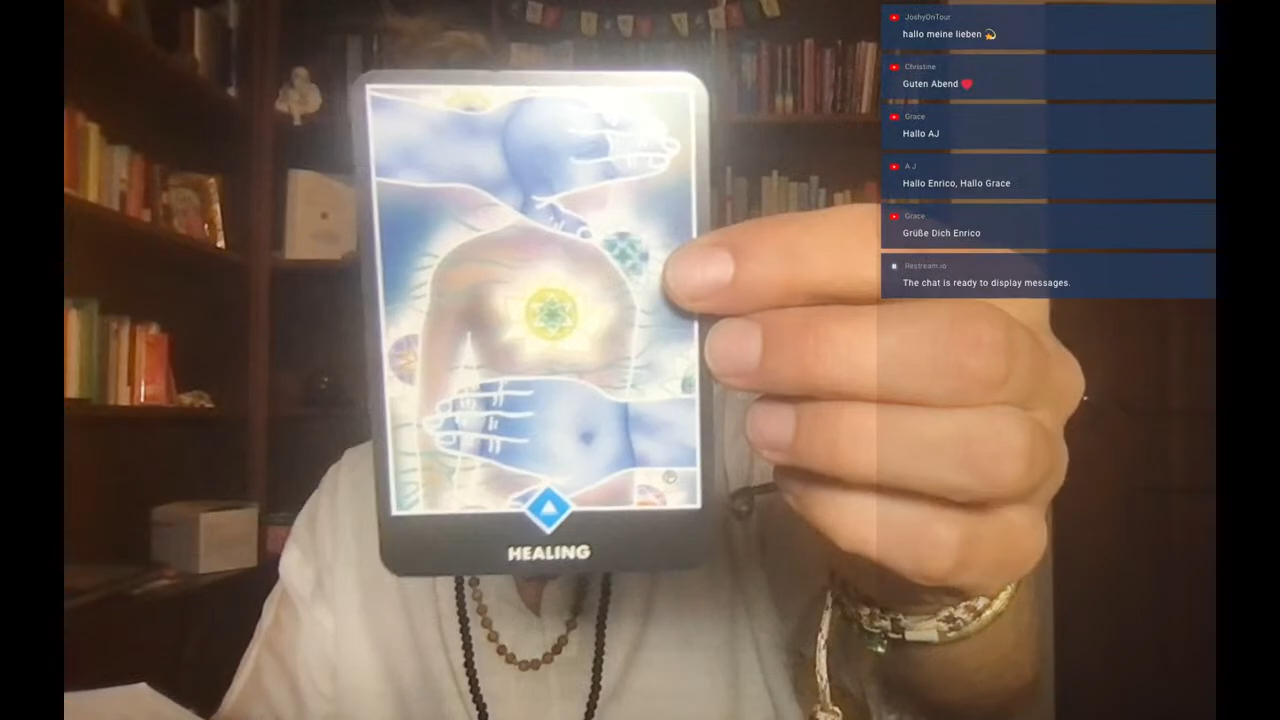 JoshyOnTour
hallo meine lieben 💫
Christine
Guten Abend ❤️
Grace
Hallo AJ
A J
Hallo Enrico, Hallo Grace
Grace
Grüße Dich Enrico
Restream.io
The chat is ready to display messages.
HEALING